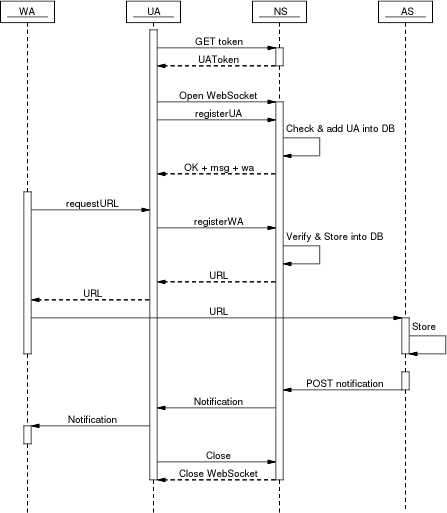 WA UA NS AS
GET token
UAToken
Open WebSocket
registerUA
Check & add UA into DB
OK + msg + wa
requestURL
registerWA
Verify & Store into DB
URL
URL
URL
Store
POST notification
Notification
Notification
Close
Close WebSocket